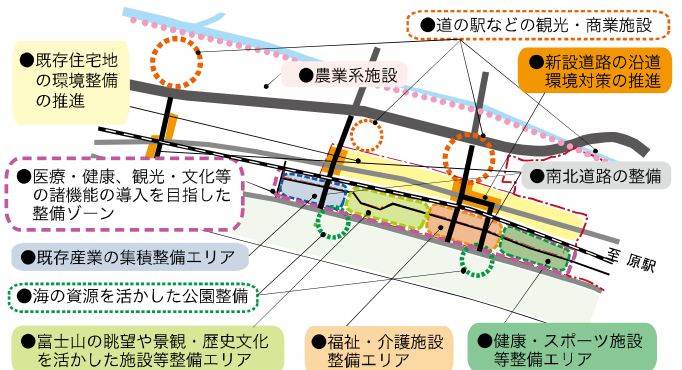 ●道の駅などの観光・商業施設
●既存住宅地
の環境整備
の推進
●農業系施設
●新設道路の沿道
環境対策の推進
●医療・健康、観光・文化等
の諸機能の導入を目指した
整備ゾーン
●南北道路の整備
●既存産業の集積整備エリア
至 原駅
●海の資源を活かした公園整備
●富士山の眺望や景観・歴史文化
を活かした施設等整備エリア
●福祉・介護施設
整備エリア
●健康・スポーツ施設
等整備エリア